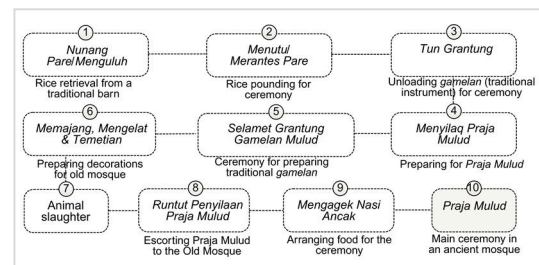 1
Nunang
Pare/Menguluh
Rice retrieval from a
traditional barn
2
Menutu/
Merantes Pare
Rice pounding for
ceremony
3
Tun Grantung
Unloading gamelan (traditional
instrument) for ceremony
4
Menyilaq Praja
Mulud
Preparing for Praja Mulud
5
Selamet Grantung
Gamelan Mulud
Ceremony for preparing
traditional gamelan
6
Memajang, Mengelat
& Temetian
Preparing decorations
for old mosque
7
Animal
slaughter
8
Runtut Penyilaan
Praja Mulud
Escorting Praja Mulud
to the Old Mosque
9
Mengagek Nasi
Ancak
Arranging food for the
ceremony
10
Praja Mulud
Main ceremony in
an ancient mosque